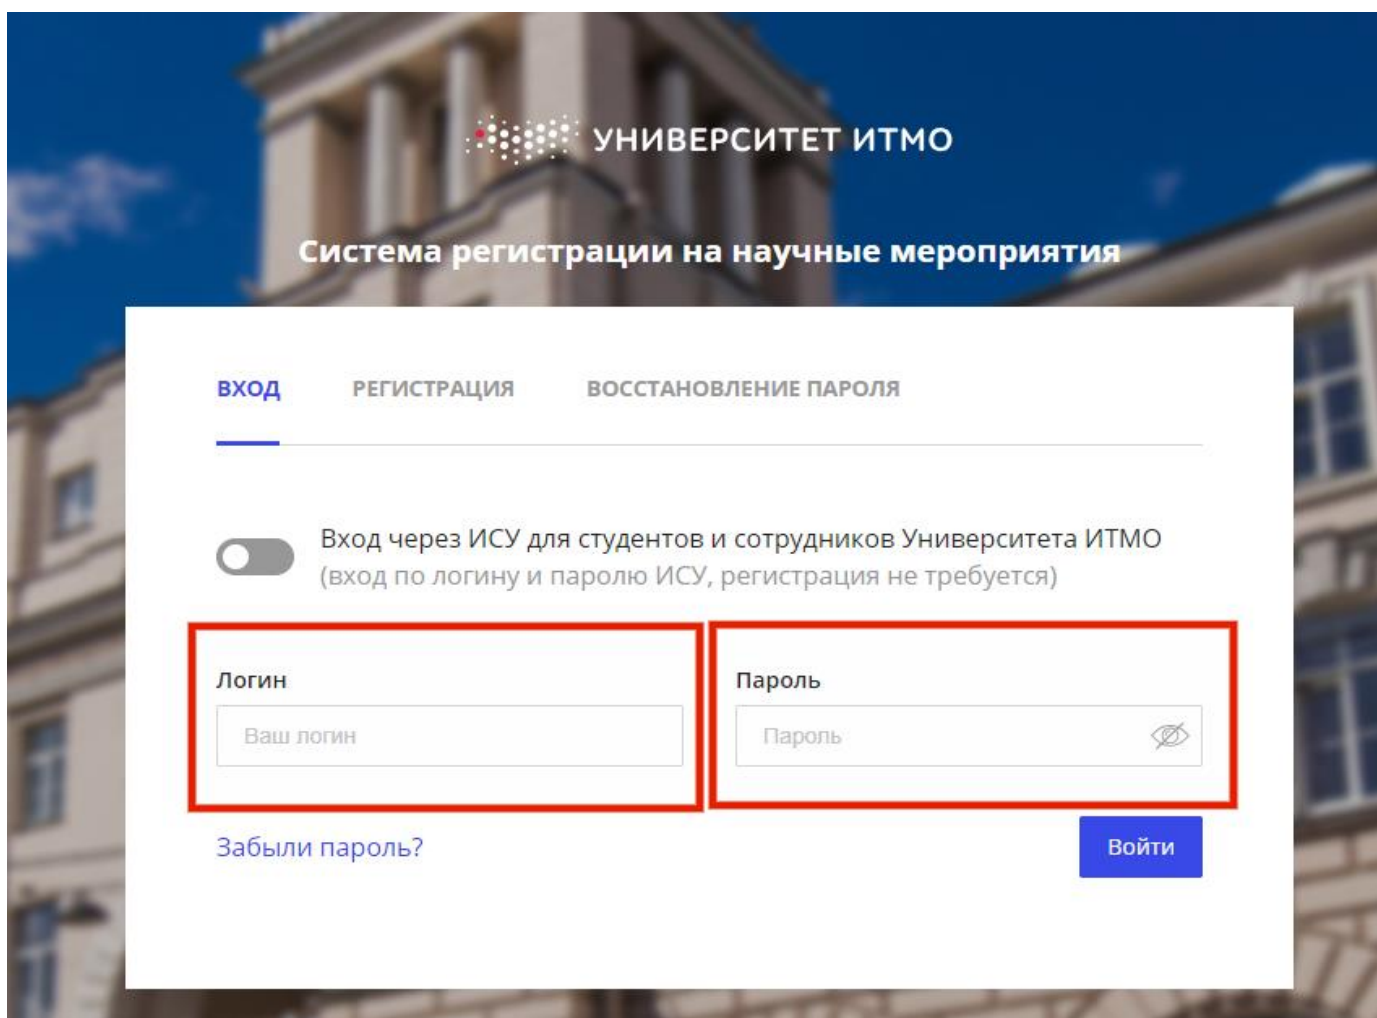 УНИВЕРСИТЕТ ИТМО
Система регистрации на научные мероприятия
ВХОД РЕГИСТРАЦИЯ ВОССТАНОВЛЕНИЕ ПАРОЛЯ
Вход через ИСУ для студентов и сотрудников Университета ИТМО
(вход по логину и паролю ИСУ, регистрация не требуется)
Логин Пароль
Ваш логин Пароль
Забыли пароль? Войти